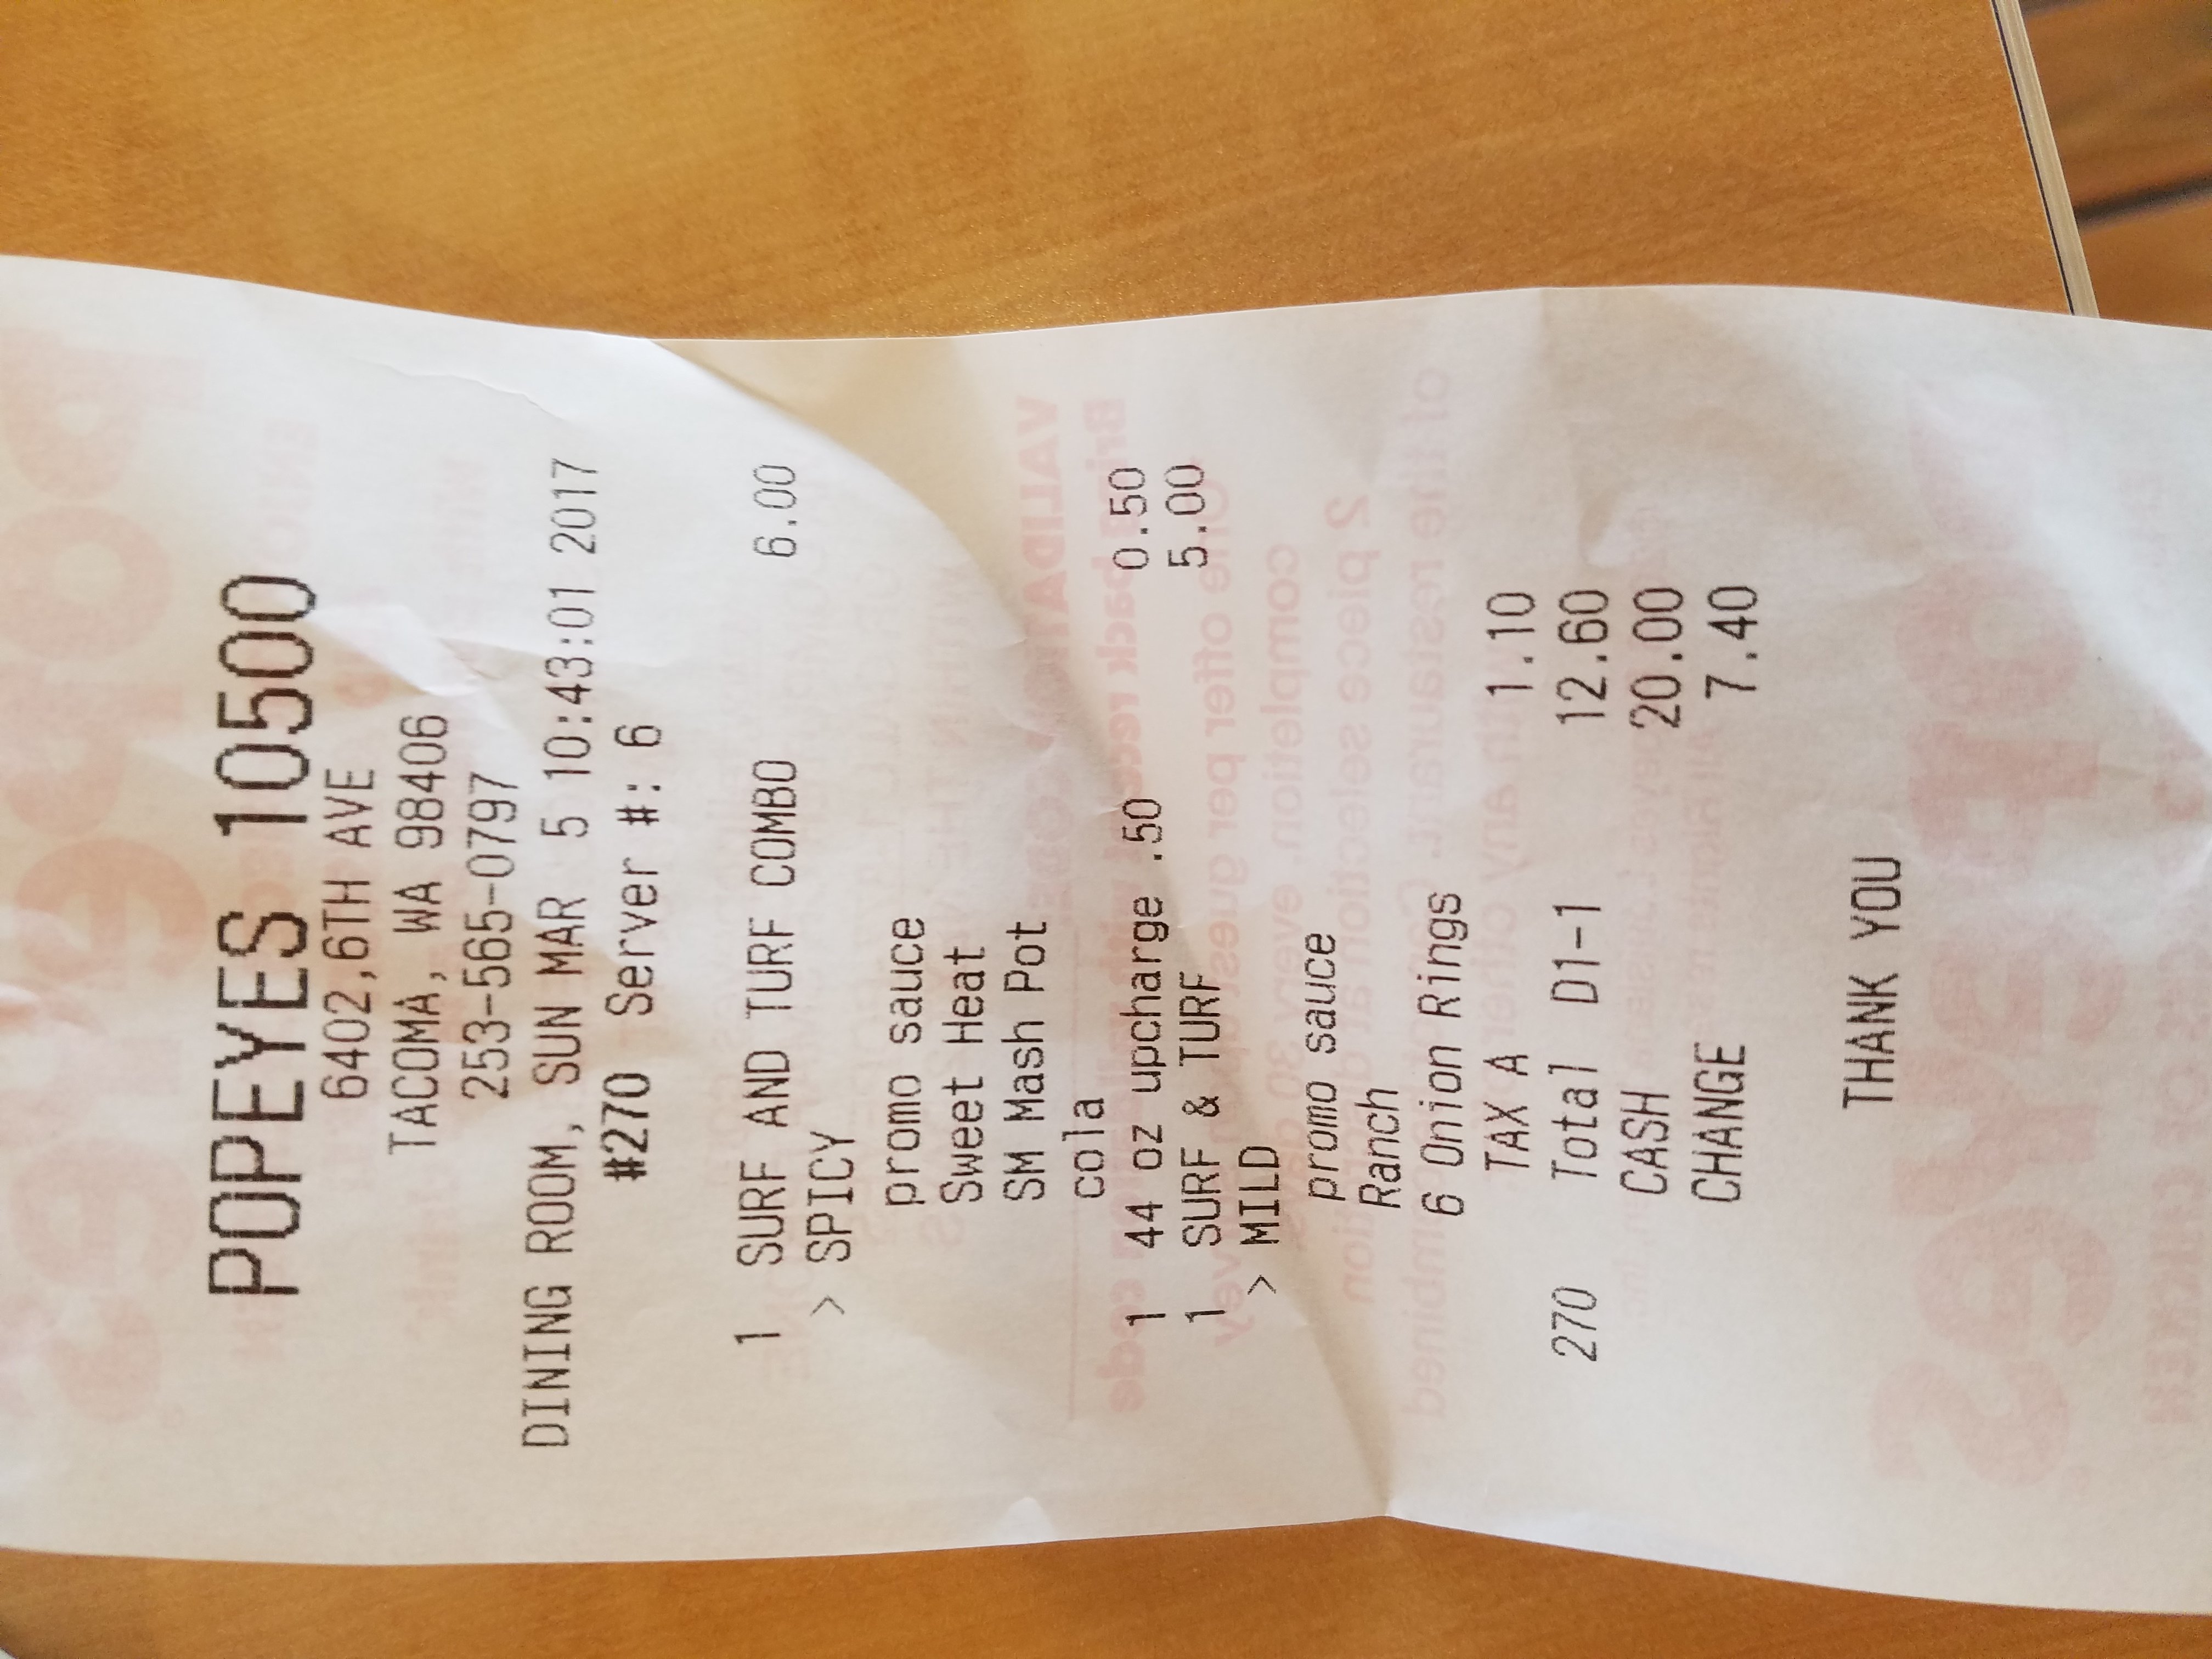 POPEYES 10500
6402,6TH AVE
TACOMA, WA 98406
253-565-0797
DINING ROOM, SUN MAR 5 10:43:01 2017
#270 Server #: 6
1 SURF AND TURF COMBO 6.00
> SPICY
promo sauce
Sweet Heat
SM Mash Pot
cola
1 44 oz upcharge .50 0.50
1 SURF & TURF 5.00
> MILD
promo sauce
Ranch
6 Onion Rings
TAX A 1.10
270 Total D1-1 12.60
CASH 20.00
CHANGE 7.40
THANK YOU